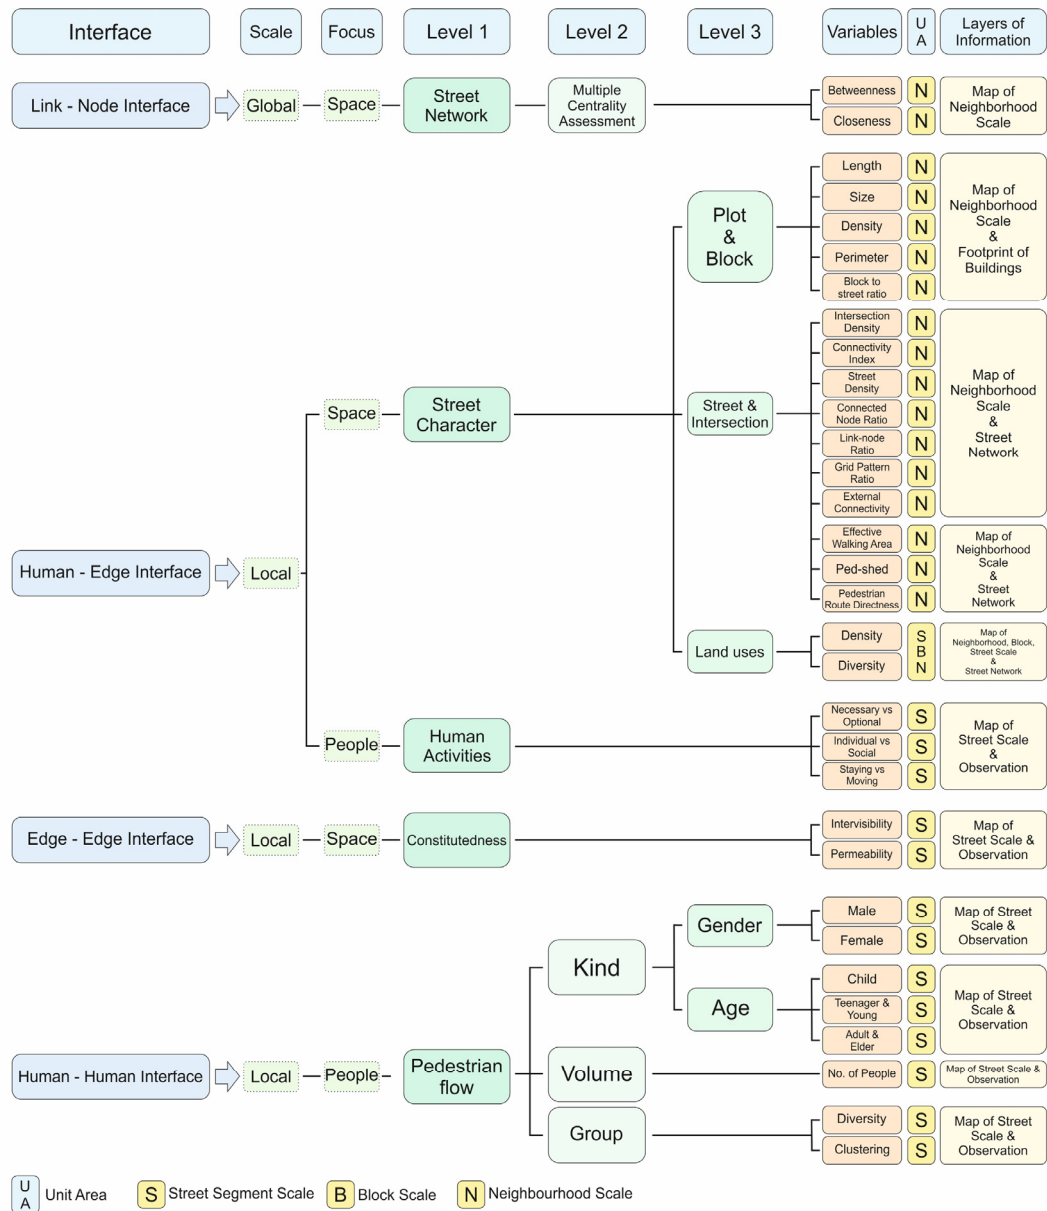 Interface
Scale
Focus
Level 1
Level 2
Level 3
Variables
U
A
Layers of
Information
Link - Node Interface
Global
Space
Street
Network
Multiple
Centrality
Assessment
Betweenness
N
Closeness
N
Map of
Neighborhood
Scale
Human - Edge Interface
Local
Space
Street
Character
Plot
&
Block
Length
N
Size
N
Density
N
Perimeter
N
Block to
street ratio
N
Map of
Neighborhood
Scale
&
Footprint of
Buildings
Street &
Intersection
Intersection
Density
N
Connectivity
Index
N
Street
Density
N
Connected
Node Ratio
N
Link-node
Ratio
N
Grid Pattern
Ratio
N
External
Connectivity
N
Map of
Neighborhood
Scale
&
Street
Network
Effective
Walking Area
N
Ped-shed
N
Pedestrian
Route Directness
N
Map of
Neighborhood
Scale
&
Street
Network
Land uses
Density
Diversity
S
B
N
Map of
Neighborhood, Block,
Street Scale
&
Street Network
People
Human
Activities
Necessary vs
Optional
S
Individual vs
Social
S
Staying vs
Moving
S
Map of
Street Scale
&
Observation
Edge - Edge Interface
Local
Space
Constitutedness
Intervisibility
S
Permeability
S
Map of
Street Scale &
Observation
Human - Human Interface
Local
People
Pedestrian
flow
Kind
Gender
Male
S
Female
S
Map of Street
Scale &
Observation
Age
Child
S
Teenager &
Young
S
Adult &
Elder
S
Map of Street
Scale &
Observation
Volume
No. of People
S
Map of Street Scale &
Observation
Group
Diversity
S
Clustering
S
Map of Street
Scale &
Observation
U
A
Unit Area
S
Street Segment Scale
B
Block Scale
N
Neighbourhood Scale